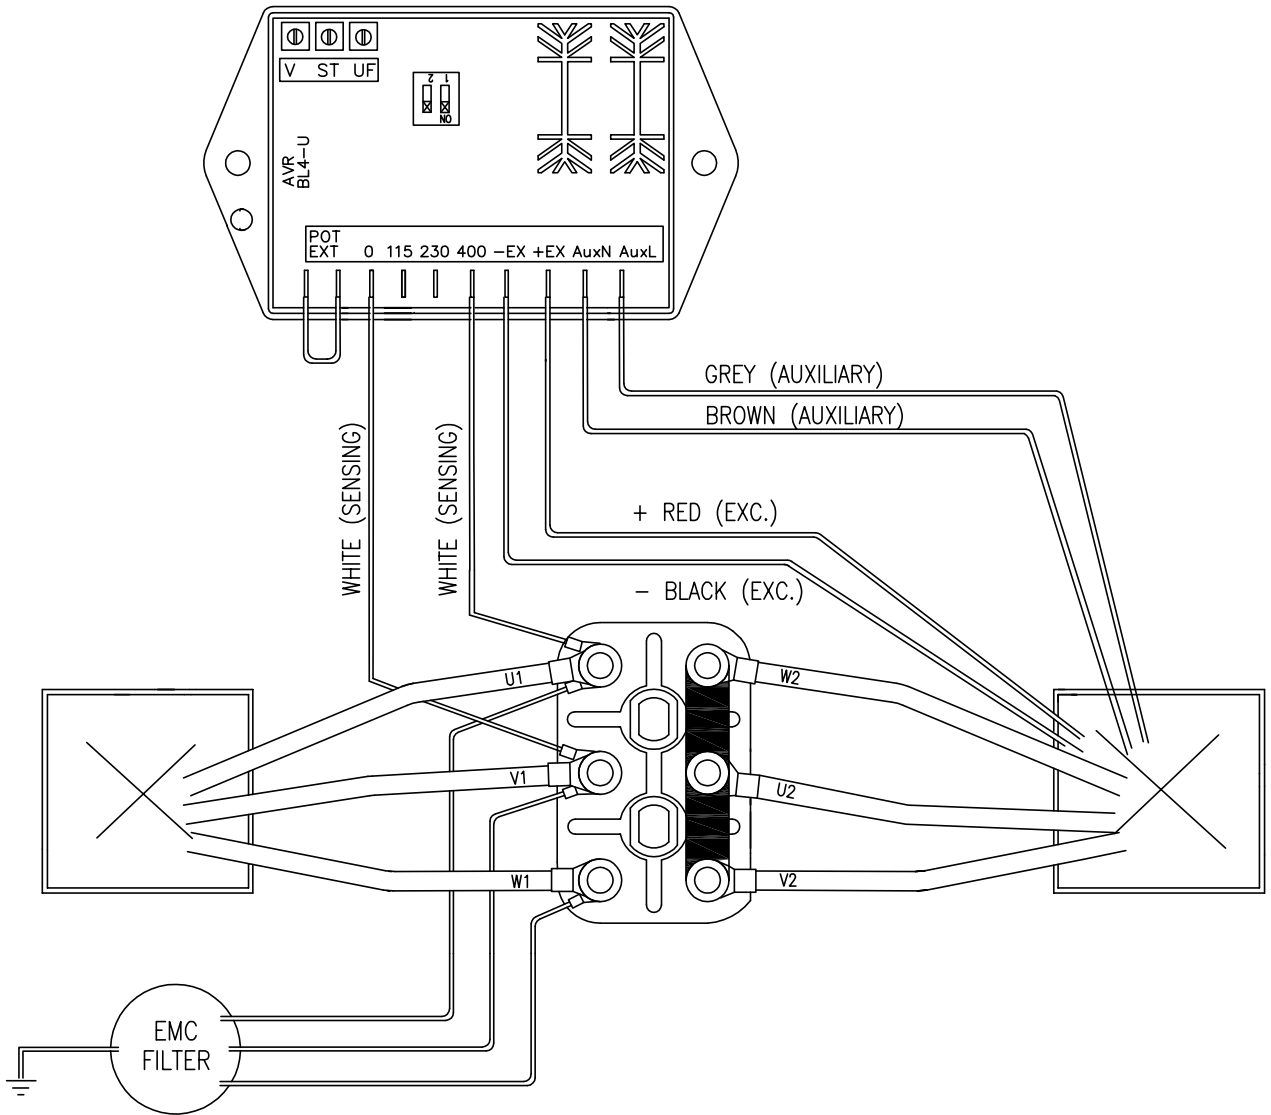 V ST UF
2 1
ON
AVR
BL4-U
POT
EXT 0 115 230 400 -EX +EX AuxN AuxL
GREY (AUXILIARY)
BROWN (AUXILIARY)
WHITE (SENSING)
WHITE (SENSING)
+ RED (EXC.)
- BLACK (EXC.)
U1
W2
V1
U2
W1
V2
EMC
FILTER